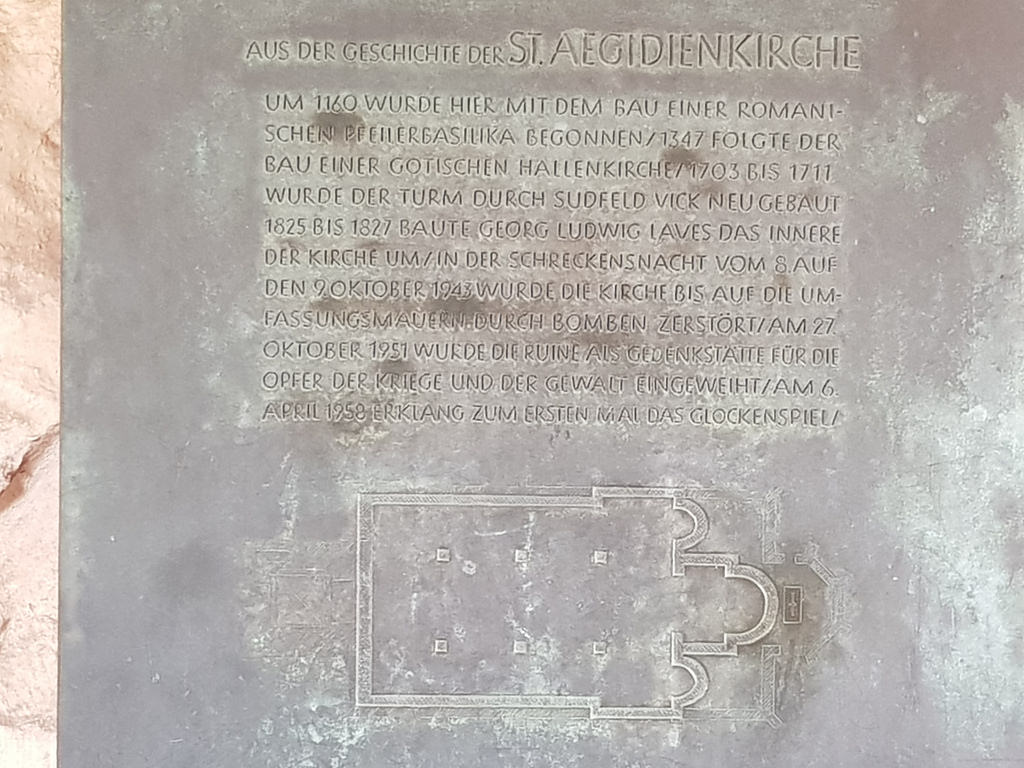 AUS DER GESCHICHTE DER ST. AEGIDIENKIRCHE
UM 1160 WURDE HIER MIT DEM BAU EINER ROMANI-
SCHEN PFEILERBASILIKA BEGONNEN/1347 FOLGTE DER
BAU EINER GOTISCHEN HALLENKIRCHE/1703 BIS 1711
WURDE DER TURM DURCH SUDFELD VICK NEU GEBAUT
1825 BIS 1827 BAUTE GEORG LUDWIG LAVES DAS INNERE
DER KIRCHE UM/IN DER SCHRECKENSNACHT VOM 8. AUF
DEN 9. OKTOBER 1943 WURDE DIE KIRCHE BIS AUF DIE UM-
FASSUNGSMAUERN DURCH BOMBEN ZERSTÖRT/AM 27.
OKTOBER 1951 WURDE DIE RUINE ALS GEDENKSTÄTTE FÜR DIE
OPFER DER KRIEGE UND DER GEWALT EINGEWEIHT/AM 6.
APRIL 1958 ERKLANG ZUM ERSTEN MAL DAS GLOCKENSPIEL/